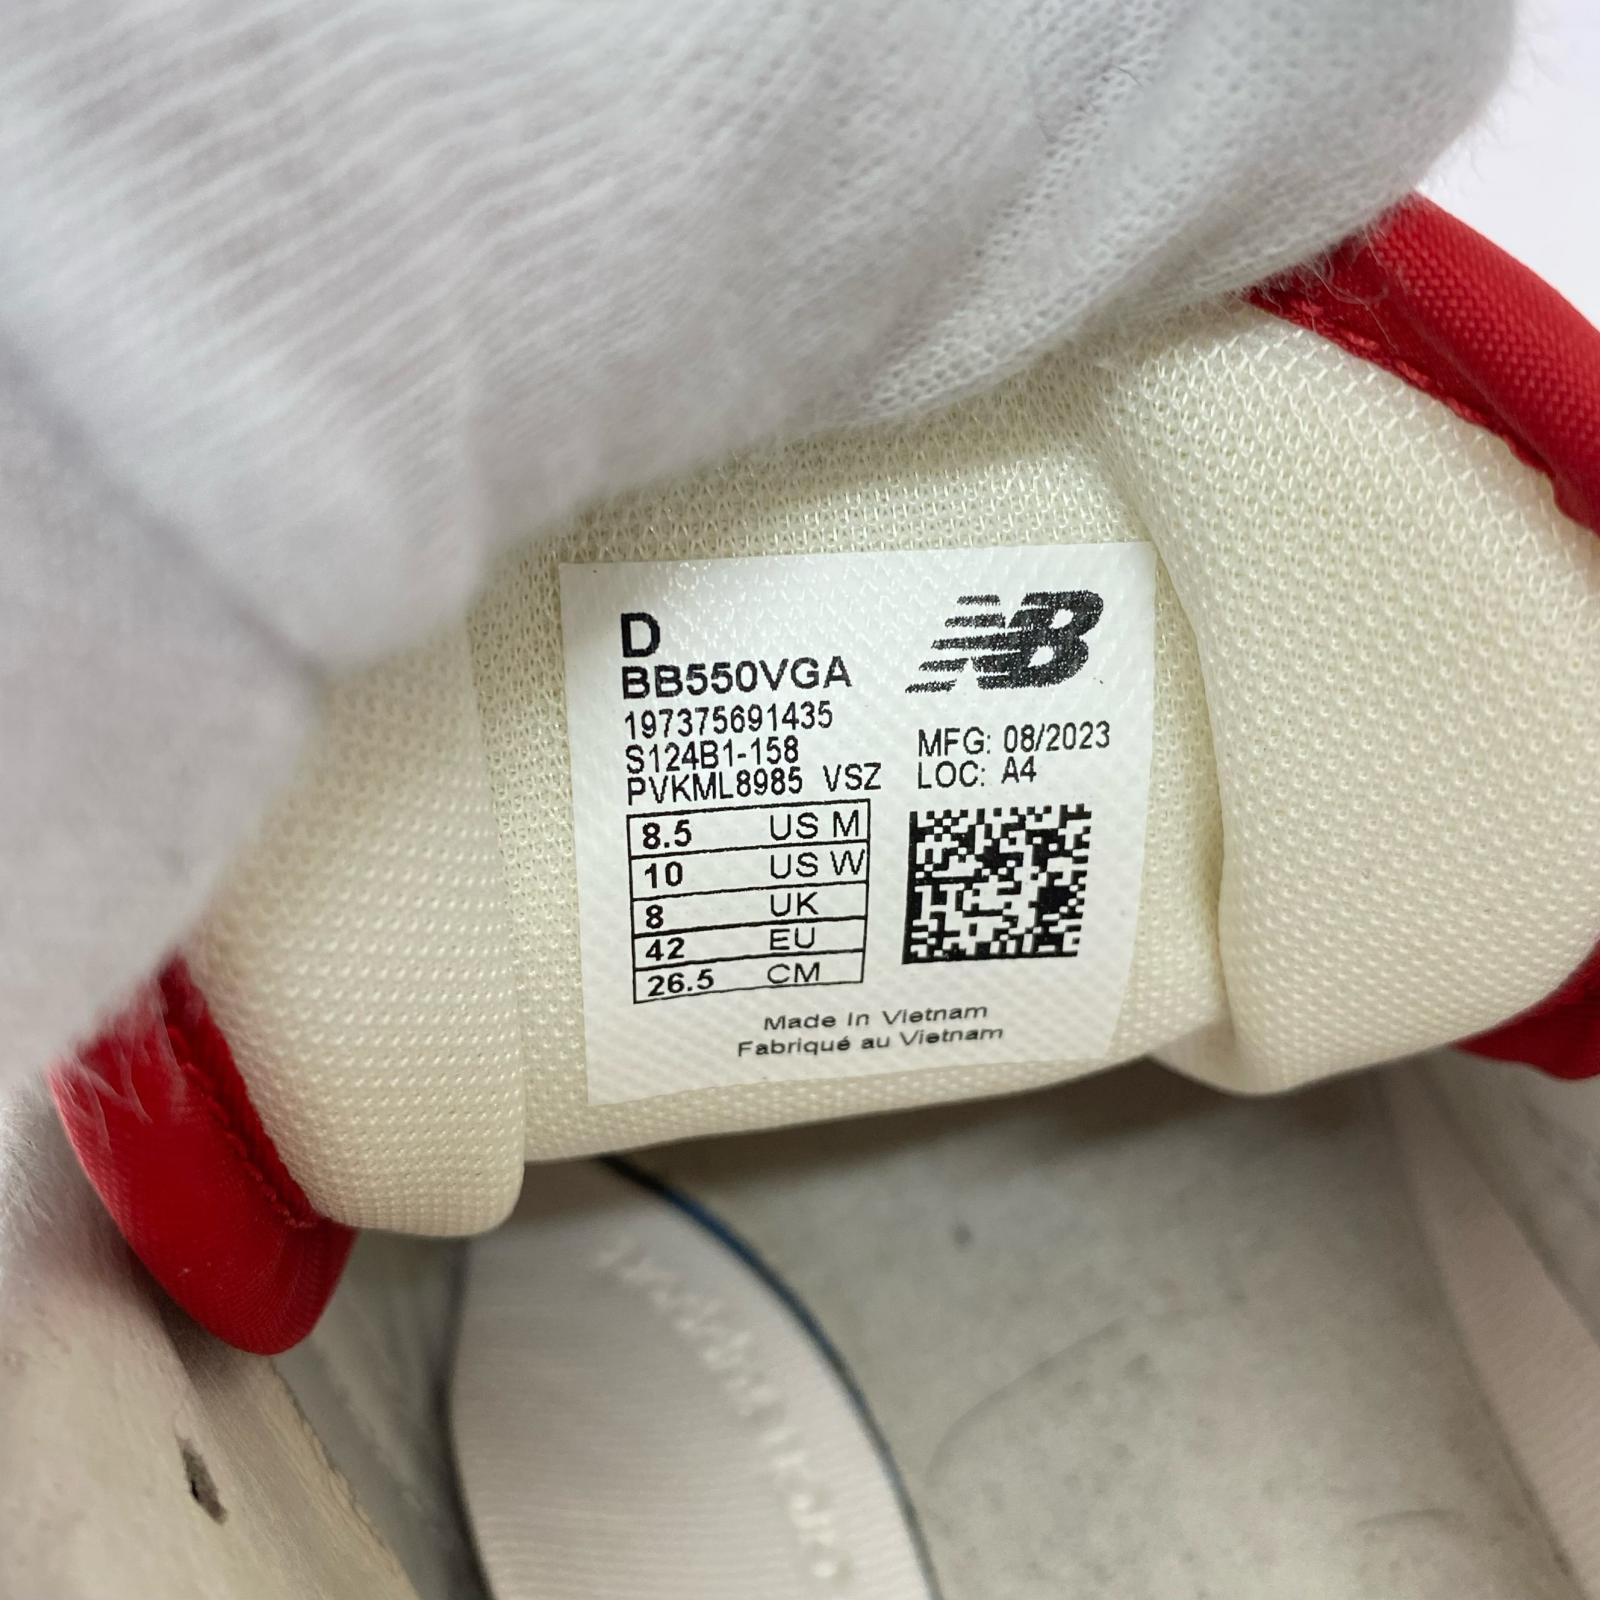 D
NB
BB550VGA
197375691435
S124B1-158
PVKML8985 VSZ
MFG: 08/2023
LOC: A4
8.5 US M
10 US W
8 UK
42 EU
26.5 CM
Made In Vietnam
Fabriqué au Vietnam